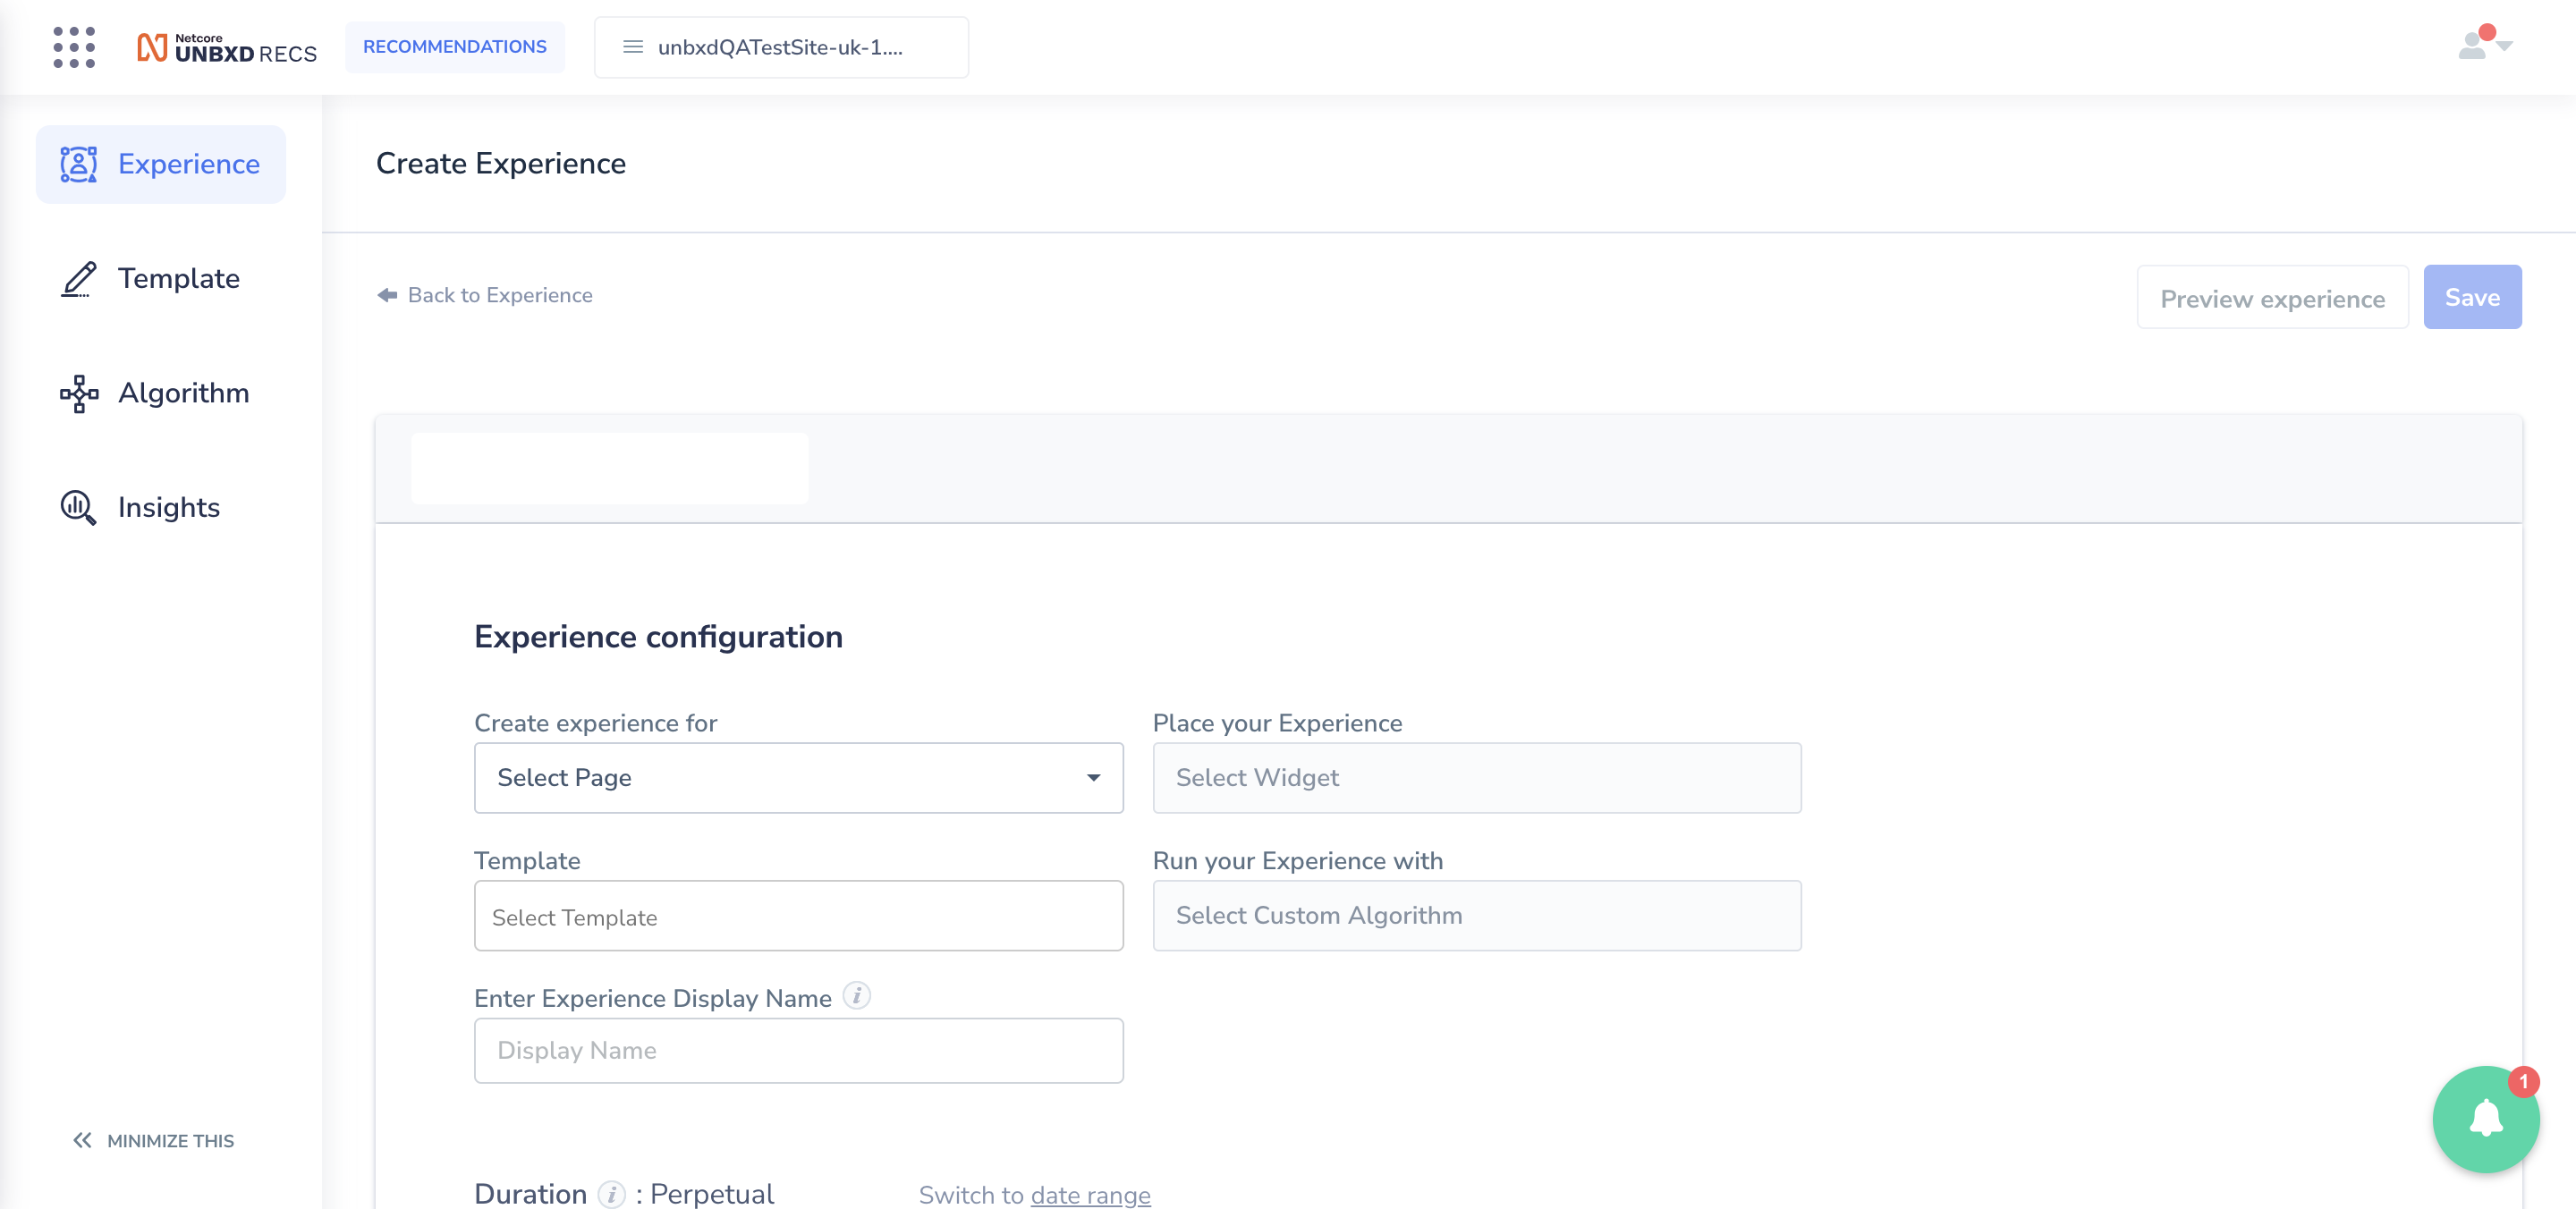 Netcore
UNBXD RECS
RECOMMENDATIONS
unbxdQATestSite-uk-1....
Experience
Template
Algorithm
Insights
MINIMIZE THIS
Create Experience
Back to Experience
Preview experience
Save
Experience configuration
Create experience for
Place your Experience
Select Page
Select Widget
Template
Run your Experience with
Select Template
Select Custom Algorithm
Enter Experience Display Name i
Display Name
Duration i : Perpetual
Switch to date range
1